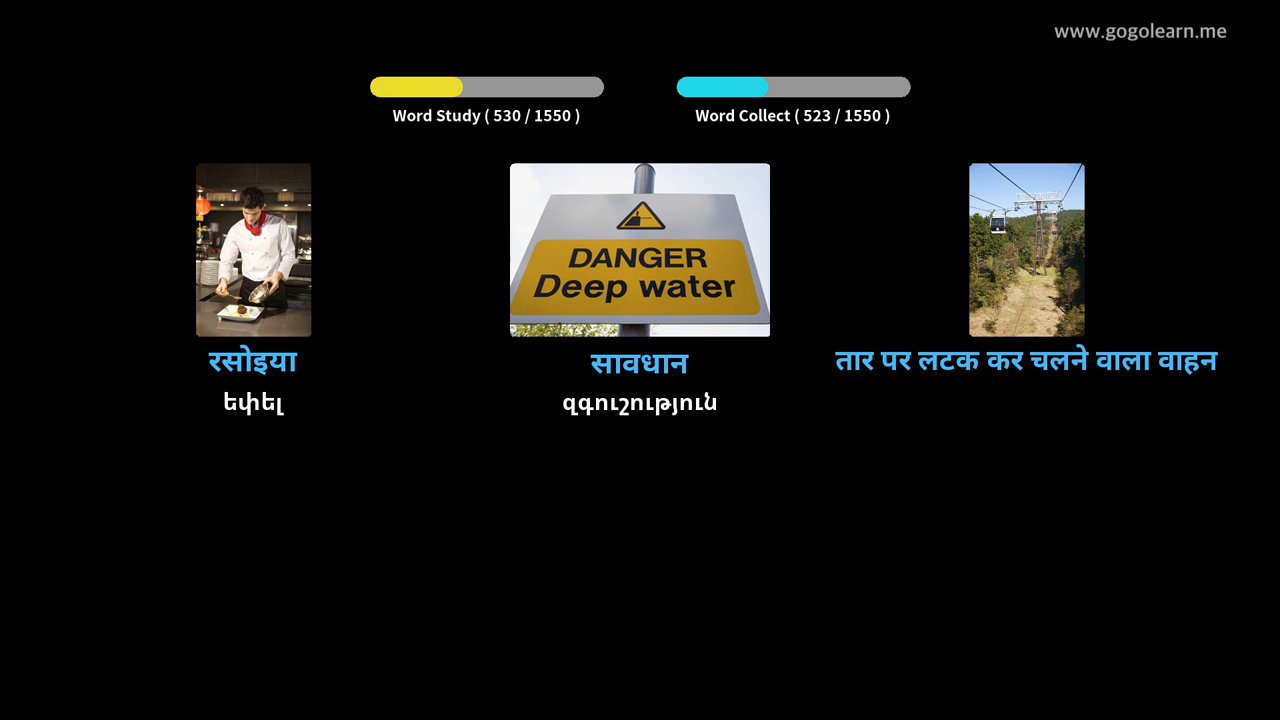 www.gogolearn.me
Word Study ( 530 / 1550 )
Word Collect ( 523 / 1550 )
DANGER
Deep water
रसोइया
सावधान
तार पर लटक कर चलने वाला वाहन
եփել
զգուշություն